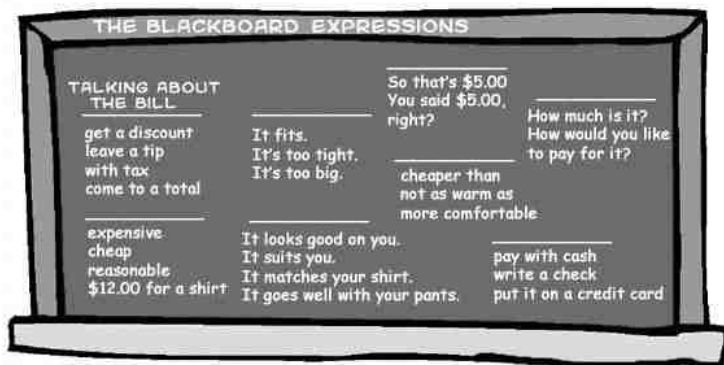 THE BLACKBOARD EXPRESSIONS
TALKING ABOUT
THE BILL
get a discount
leave a tip
with tax
come to a total
expensive
cheap
reasonable
$12.00 for a shirt
It fits.
It's too tight.
It's too big.
It looks good on you.
It suits you.
It matches your shirt.
It goes well with your pants.
So that's $5.00
You said $5.00,
right?
cheaper than
not as warm as
more comfortable
How much is it?
How would you like
to pay for it?
pay with cash
write a check
put it on a credit card